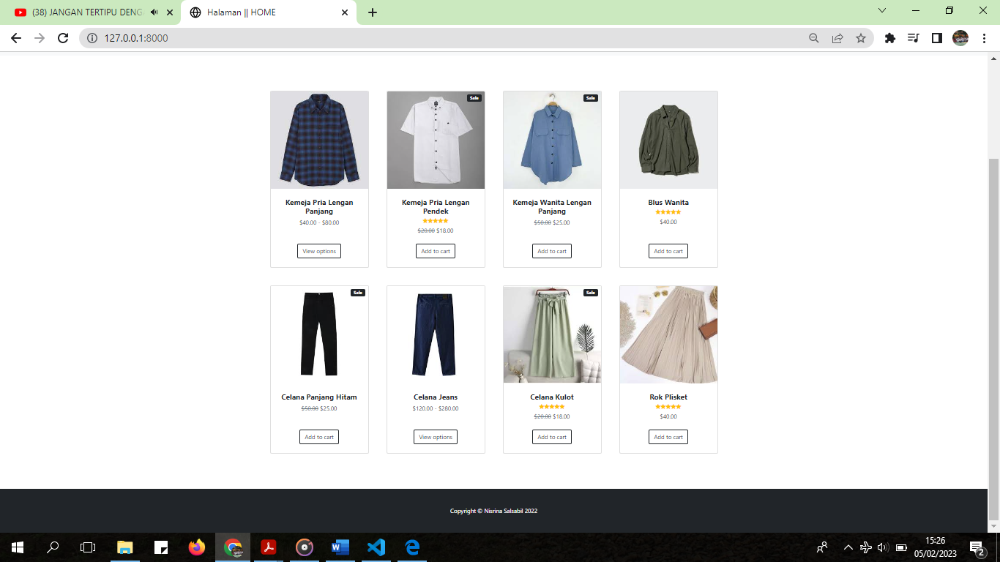 (38) JANGAN TERTIPU DENG
Halaman || HOME
127.0.0.1:8000
Sale
Sale
Kemeja Pria Lengan Panjang
$40.00 - $80.00
View options
Kemeja Pria Lengan Pendek
$20.00 $18.00
Add to cart
Kemeja Wanita Lengan Panjang
$50.00 $25.00
Add to cart
Blus Wanita
$40.00
Add to cart
Sale
Sale
Celana Panjang Hitam
$50.00 $25.00
Add to cart
Celana Jeans
$120.00 - $280.00
View options
Celana Kulot
$20.00 $18.00
Add to cart
Rok Plisket
$40.00
Add to cart
Copyright © Nisrina Salsabil 2022
15:26
05/02/2023
2